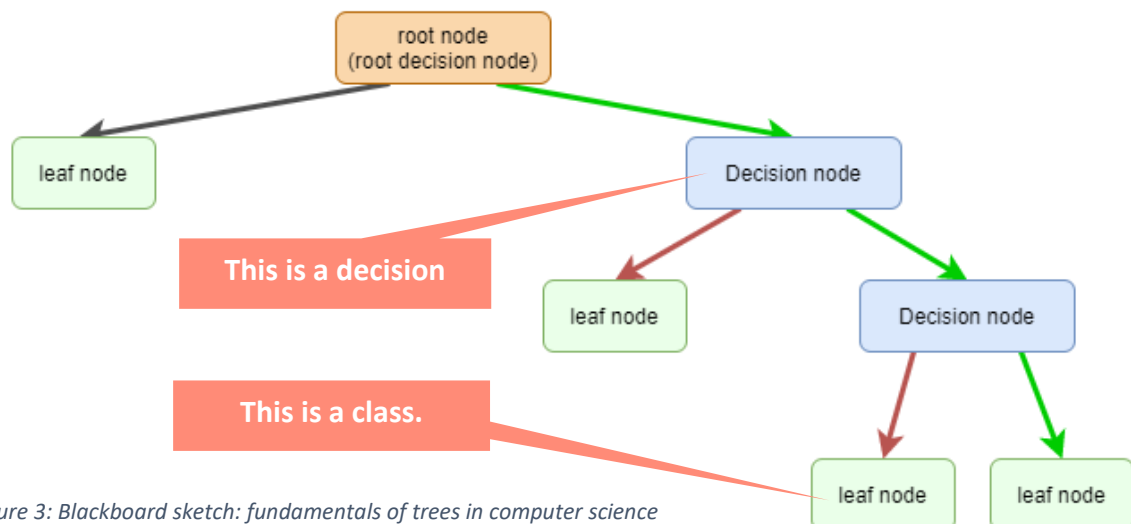 root node
(root decision node)
leaf node
Decision node
This is a decision
leaf node
Decision node
This is a class.
leaf node
leaf node
ure 3: Blackboard sketch: fundamentals of trees in computer science